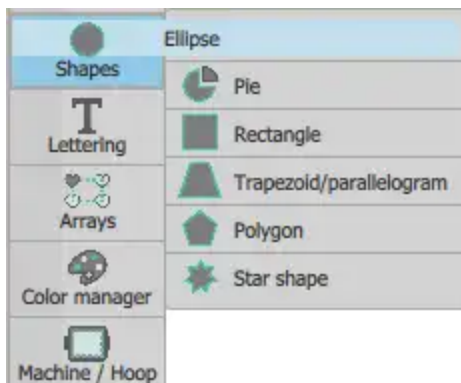 Shapes
Ellipse
Pie
Rectangle
Trapezoid/parallelogram
Polygon
Star shape
Lettering
Arrays
Color manager
Machine / Hoop